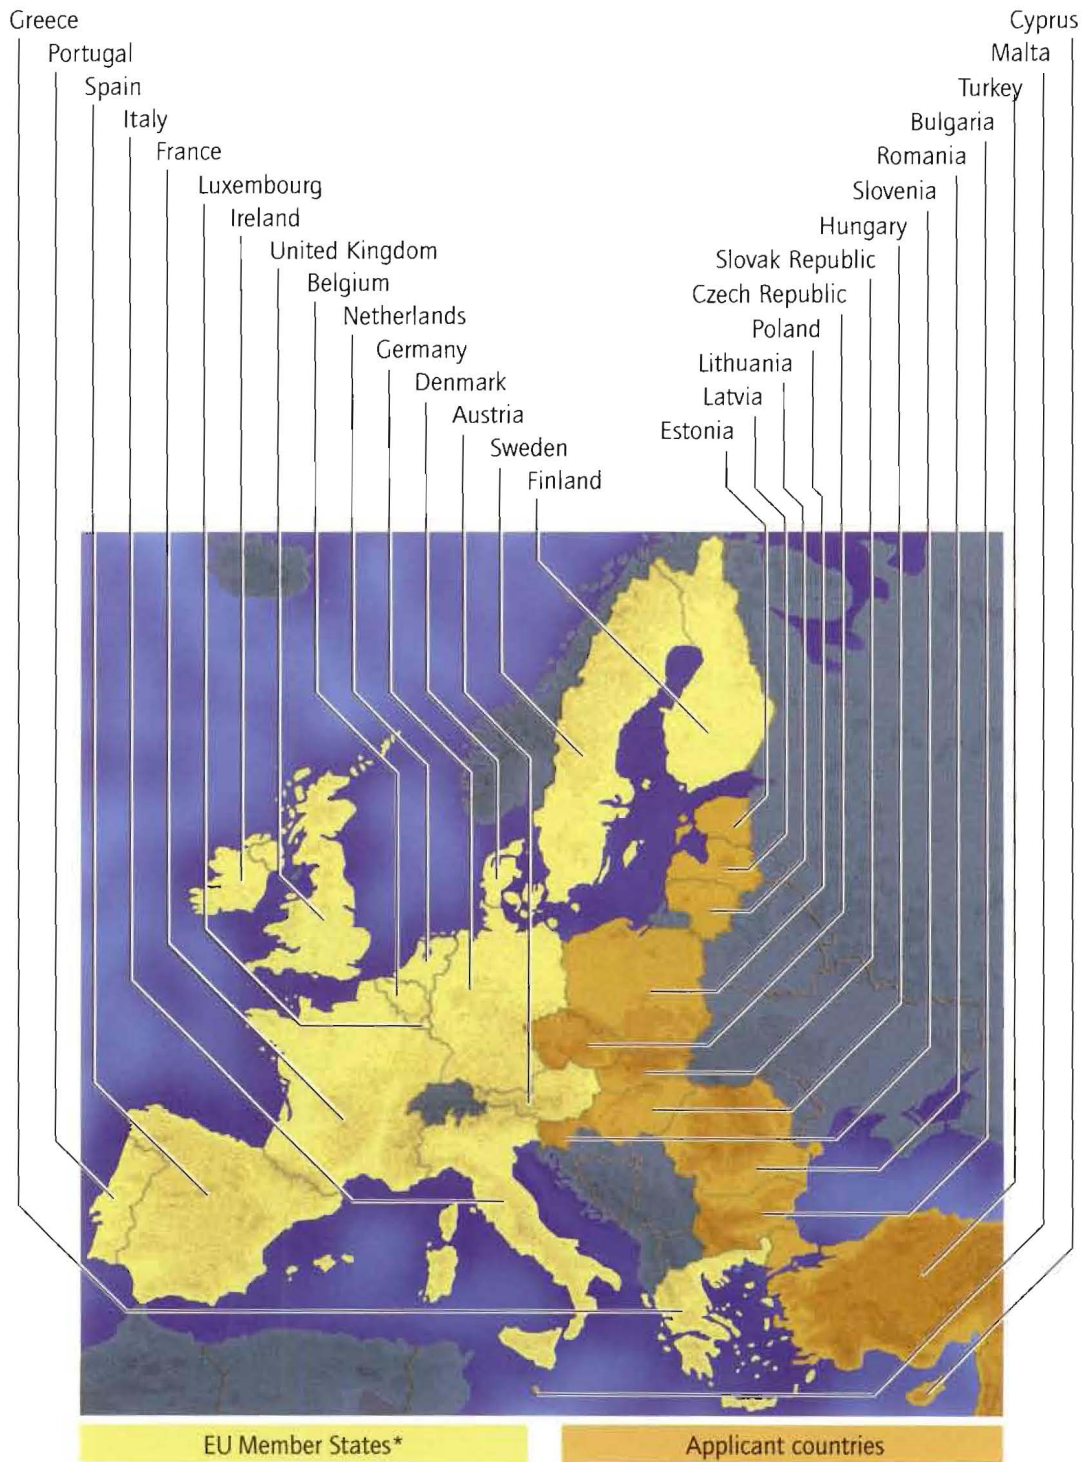 Greece
Portugal
Spain
Italy
France
Luxembourg
Ireland
United Kingdom
Belgium
Netherlands
Germany
Denmark
Austria
Sweden
Finland
Cyprus
Malta
Turkey
Bulgaria
Romania
Slovenia
Hungary
Slovak Republic
Czech Republic
Poland
Lithuania
Latvia
Estonia
EU Member States*
Applicant countries